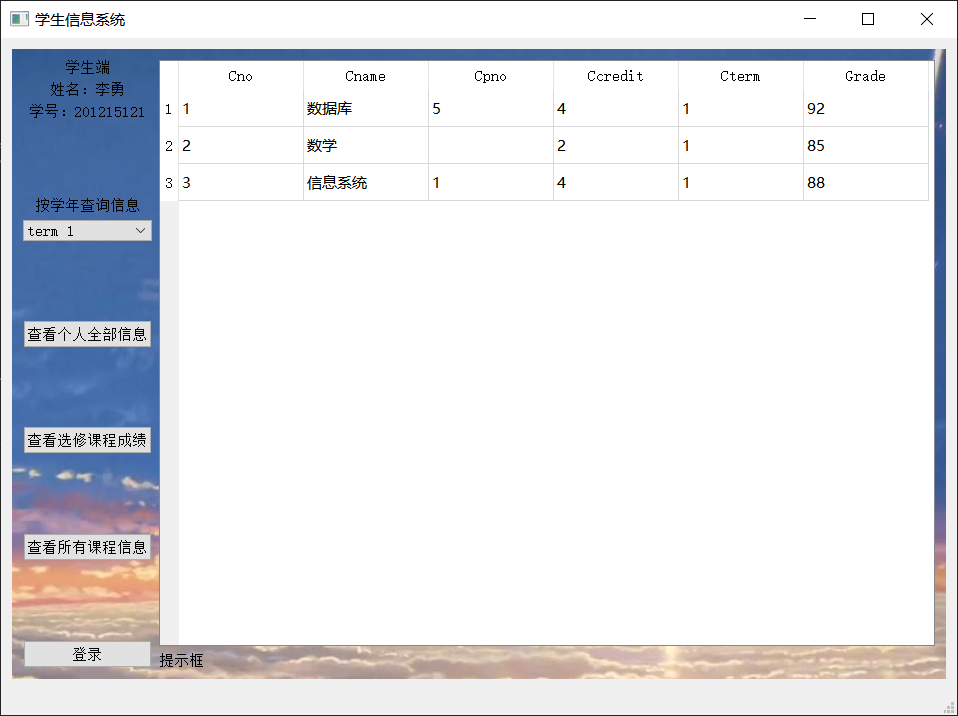 学生信息系统
学生端
姓名：李勇
学号：201215121
按学年查询信息
term 1
查看个人全部信息
查看选修课程成绩
查看所有课程信息
登录
Cno Cname Cpno Ccredit Cterm Grade
1 1 数据库 5 4 1 92
2 2 数学 2 1 85
3 3 信息系统 1 4 1 88
提示框